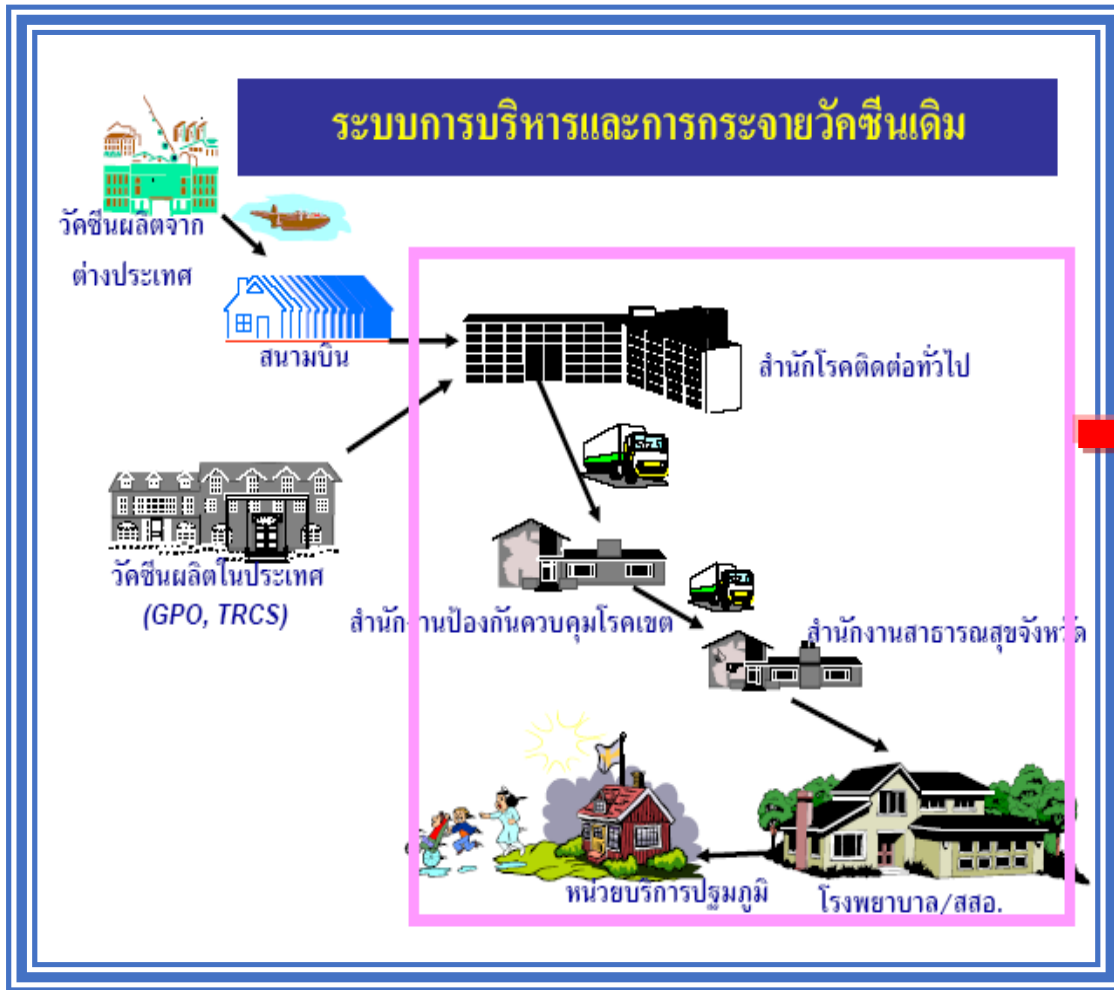 ระบบการบริหารและการกระจายวัคซีนเดิม
วัคซีนผลิตจาก
ต่างประเทศ
สนามบิน
สำนักโรคติดต่อทั่วไป
วัคซีนผลิตในประเทศ
(GPO, TRCS)
สำนักงานป้องกันควบคุมโรคเขต
สำนักงานสาธารณสุขจังหวัด
หน่วยบริการปฐมภูมิ
โรงพยาบาล/สสอ.